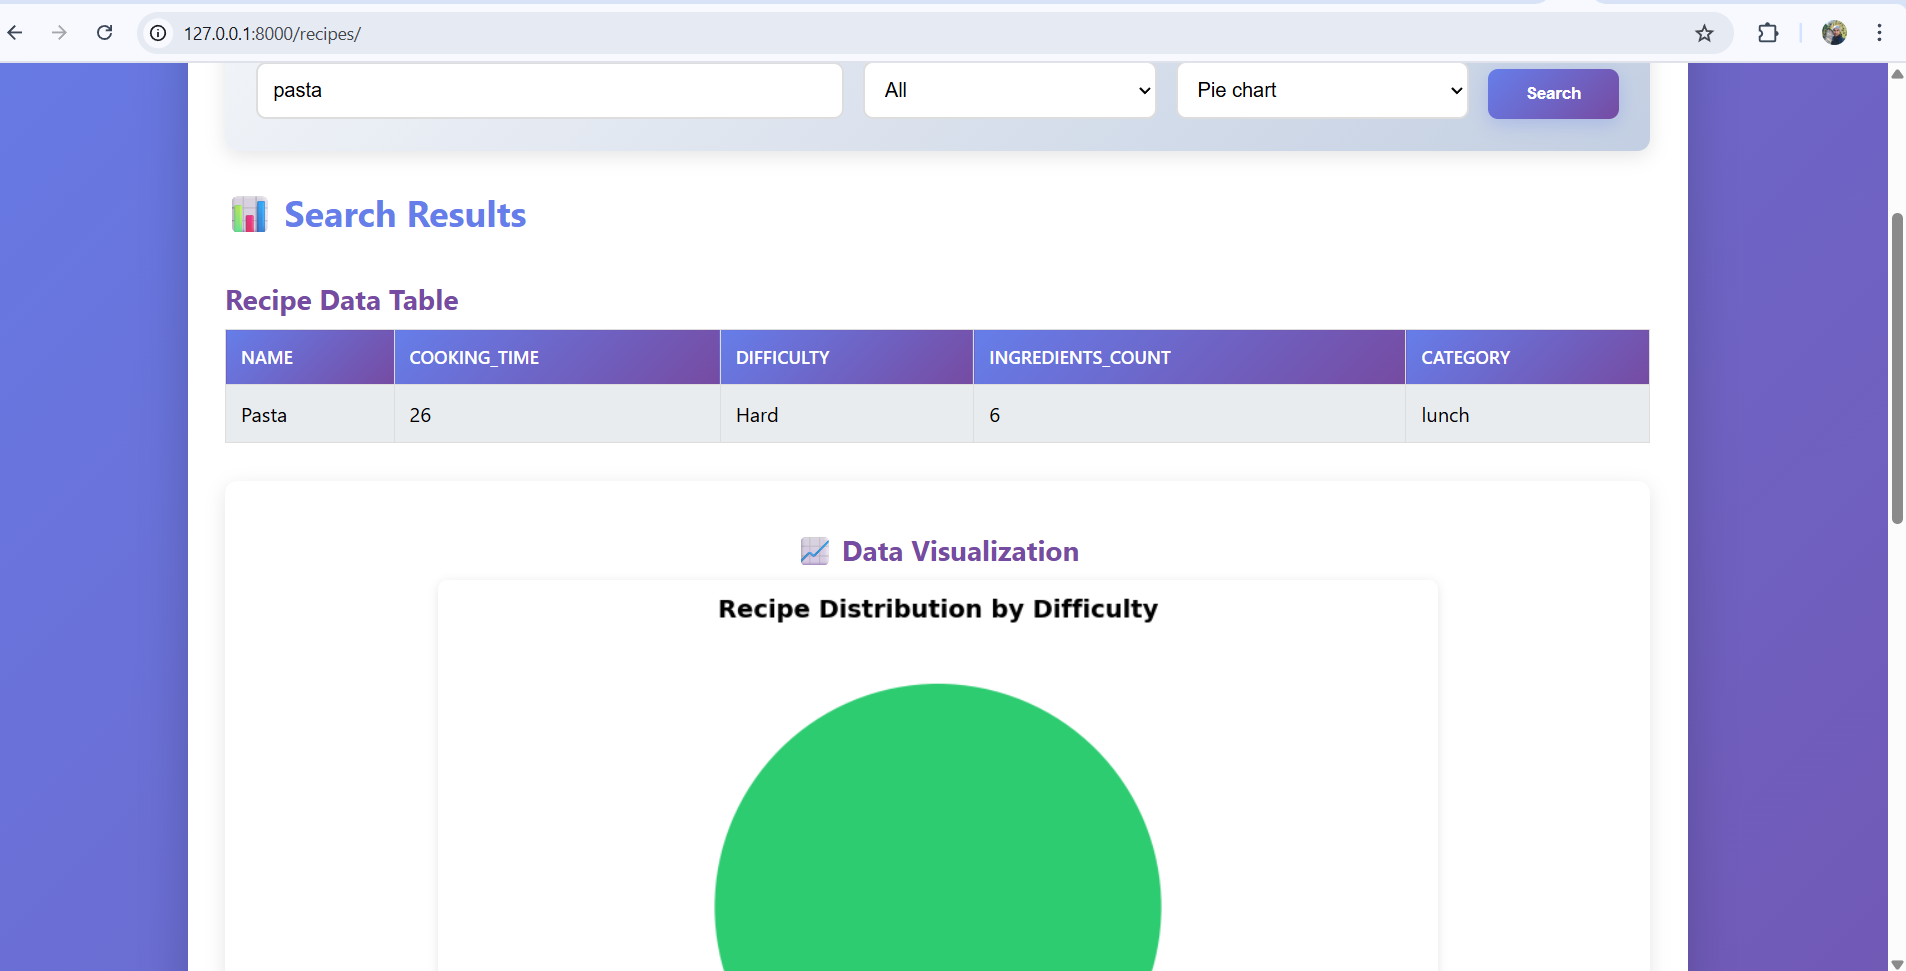 127.0.0.1:8000/recipes/
pasta All Pie chart Search
Search Results
Recipe Data Table
NAME COOKING_TIME DIFFICULTY INGREDIENTS_COUNT CATEGORY
Pasta 26 Hard 6 lunch
Data Visualization
Recipe Distribution by Difficulty